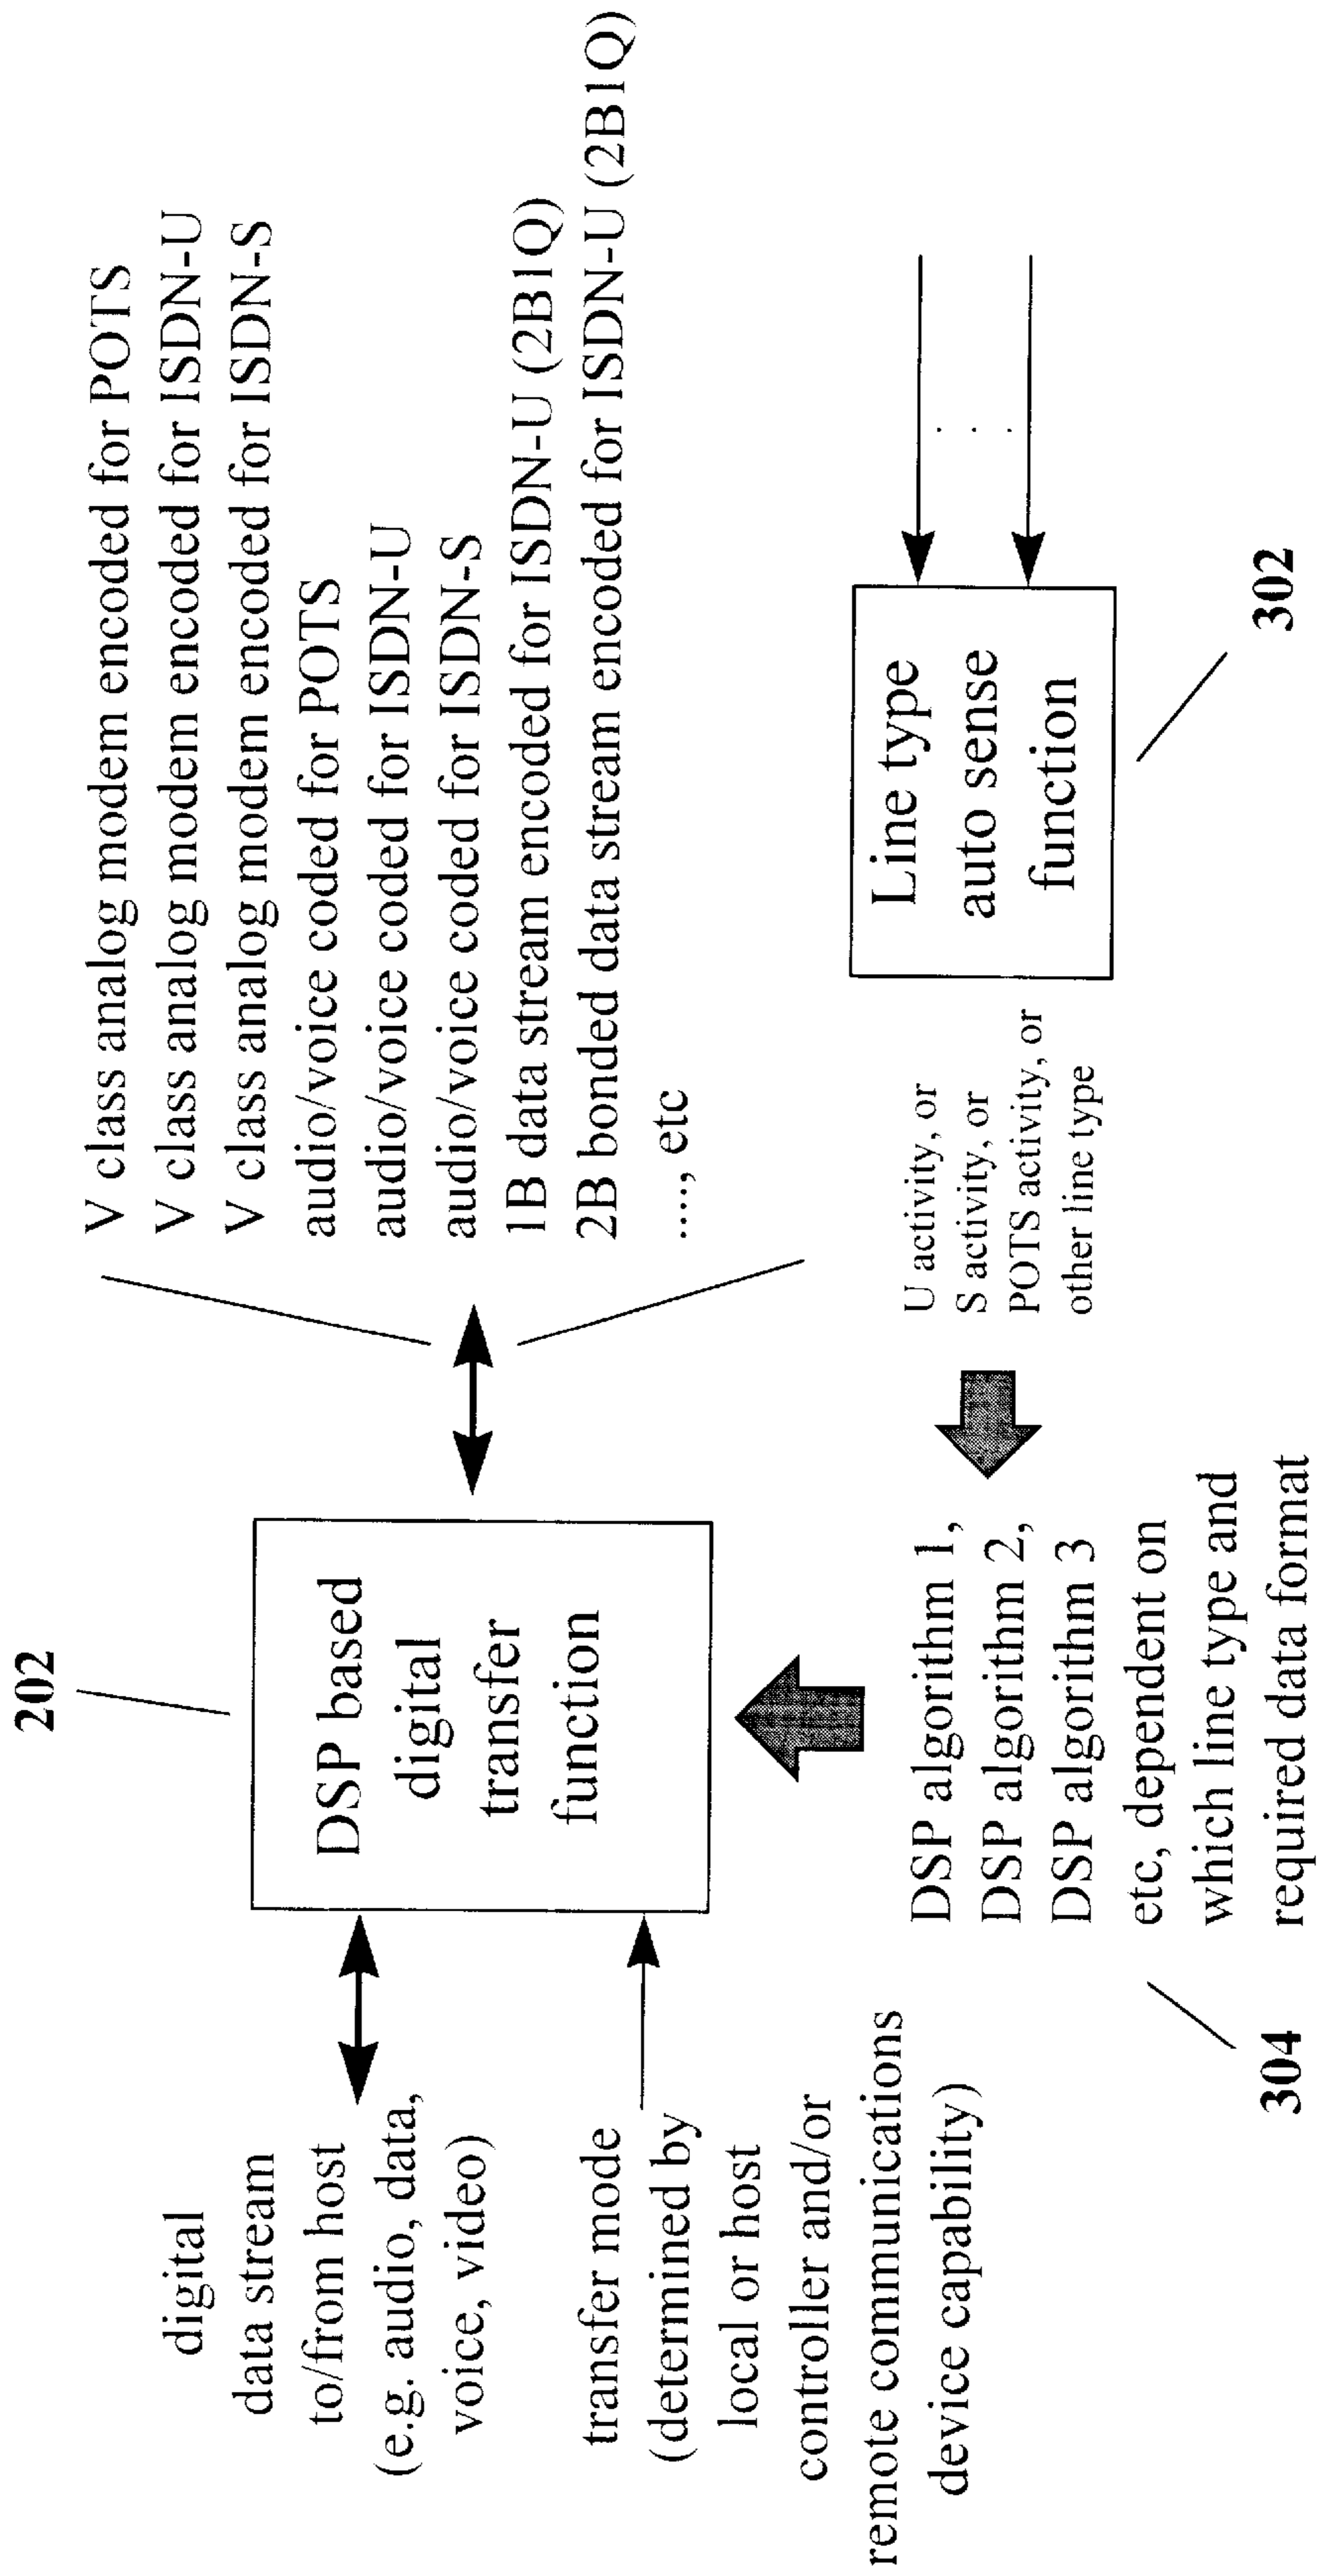 202
digital
data stream
to/from host
(e.g. audio, data,
voice, video)
transfer mode
(determined by
local or host
controller and/or
remote communications
device capability)
DSP based
digital
transfer
function
V class analog modem encoded for POTS
V class analog modem encoded for ISDN-U
V class analog modem encoded for ISDN-S
audio/voice coded for POTS
audio/voice coded for ISDN-U
audio/voice coded for ISDN-S
1B data stream encoded for ISDN-U (2B1Q)
2B bonded data stream encoded for ISDN-U (2B1Q)
...., etc
DSP algorithm 1,
DSP algorithm 2,
DSP algorithm 3
etc, dependent on
which line type and
required data format
304
U activity, or
S activity, or
POTS activity, or
other line type
Line type
auto sense
function
302